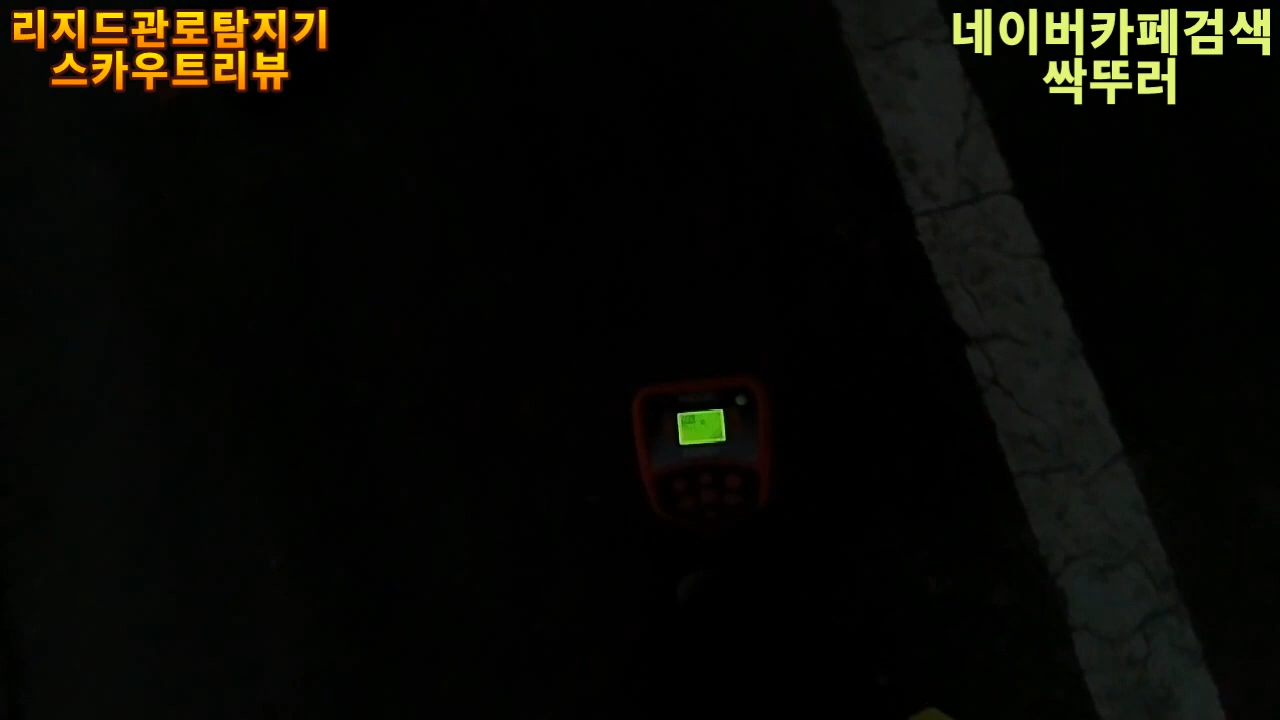 리지드관로탐지기
스카우트리뷰
네이버카페검색
싹뚜러